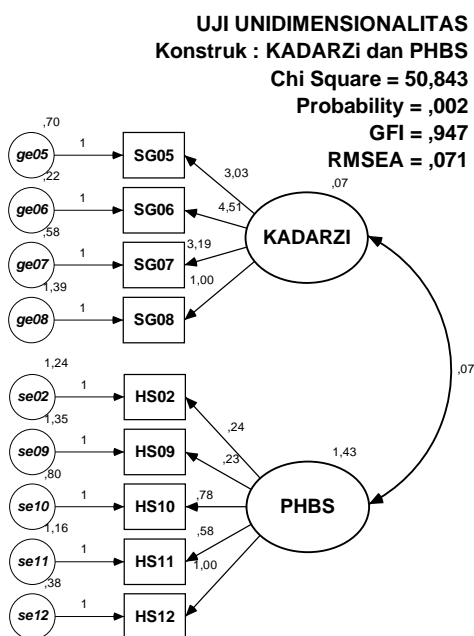 UJI UNIDIMENSIONALITAS
Konstruk : KADARZi dan PHBS
Chi Square = 50,843
Probability = ,002
GFI = ,947
RMSEA = ,071
,70
ge05
1
SG05
3,03
,07
,22
ge06
1
SG06
4,51
KADARZI
,58
ge07
1
SG07
3,19
1,39
ge08
1
SG08
1,00
,07
1,24
se02
1
HS02
,24
1,35
se09
1
HS09
,23
1,43
,80
se10
1
HS10
,78
PHBS
1,16
se11
1
HS11
,58
,38
se12
1
HS12
1,00